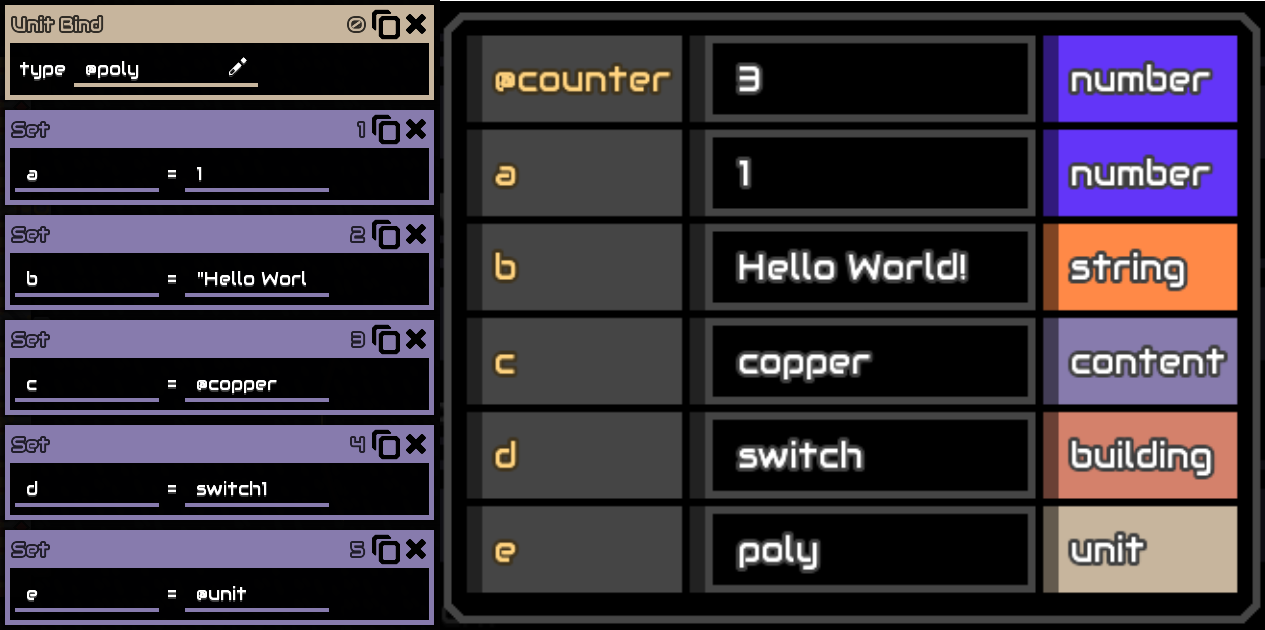 Unit Bind 0
type @poly
Set 1
a = 1
Set 2
b = "Hello Worl
Set 3
c = @copper
Set 4
d = switch1
Set 5
e = @unit
@counter 3 number
a 1 number
b Hello World! string
c copper content
d switch building
e poly unit